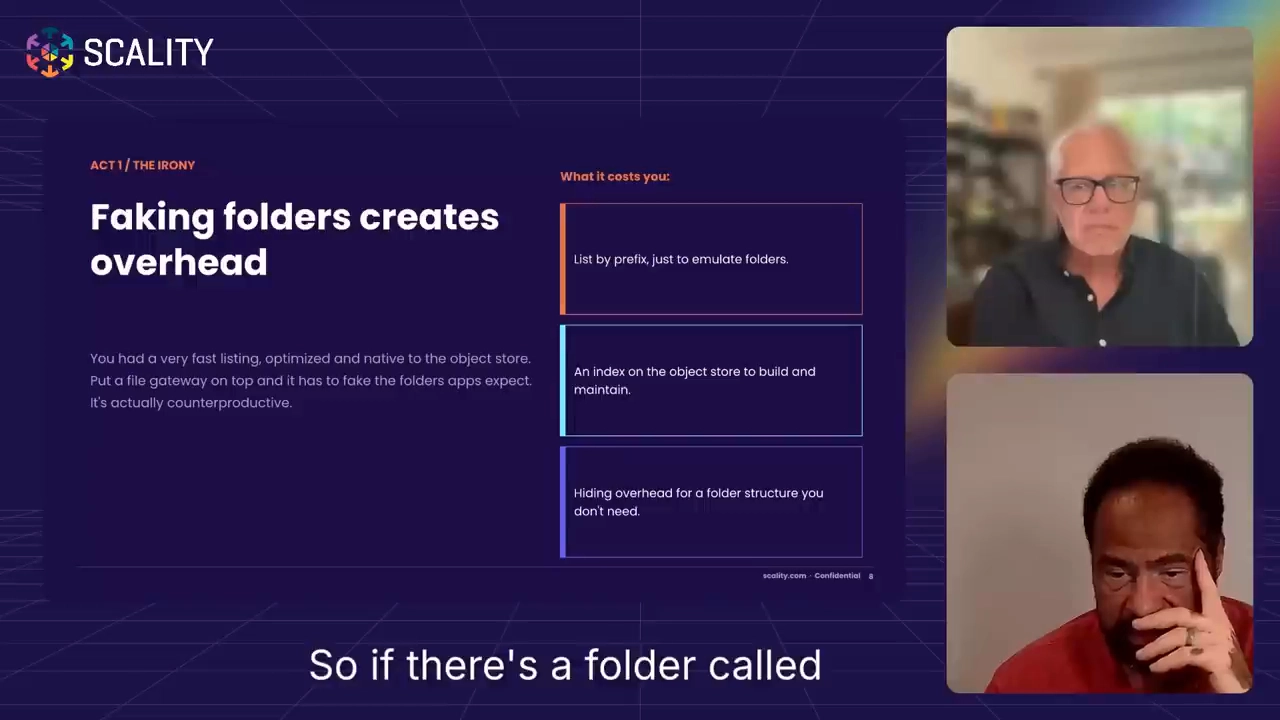 SCALITY
ACT 1 / THE IRONY
Faking folders creates
overhead
You had a very fast listing, optimized and native to the object store.
Put a file gateway on top and it has to fake the folders apps expect.
It's actually counterproductive.
What it costs you:
List by prefix, just to emulate folders.
An index on the object store to build and
maintain.
Hiding overhead for a folder structure you
don't need.
scality.com · Confidential 8
So if there's a folder called